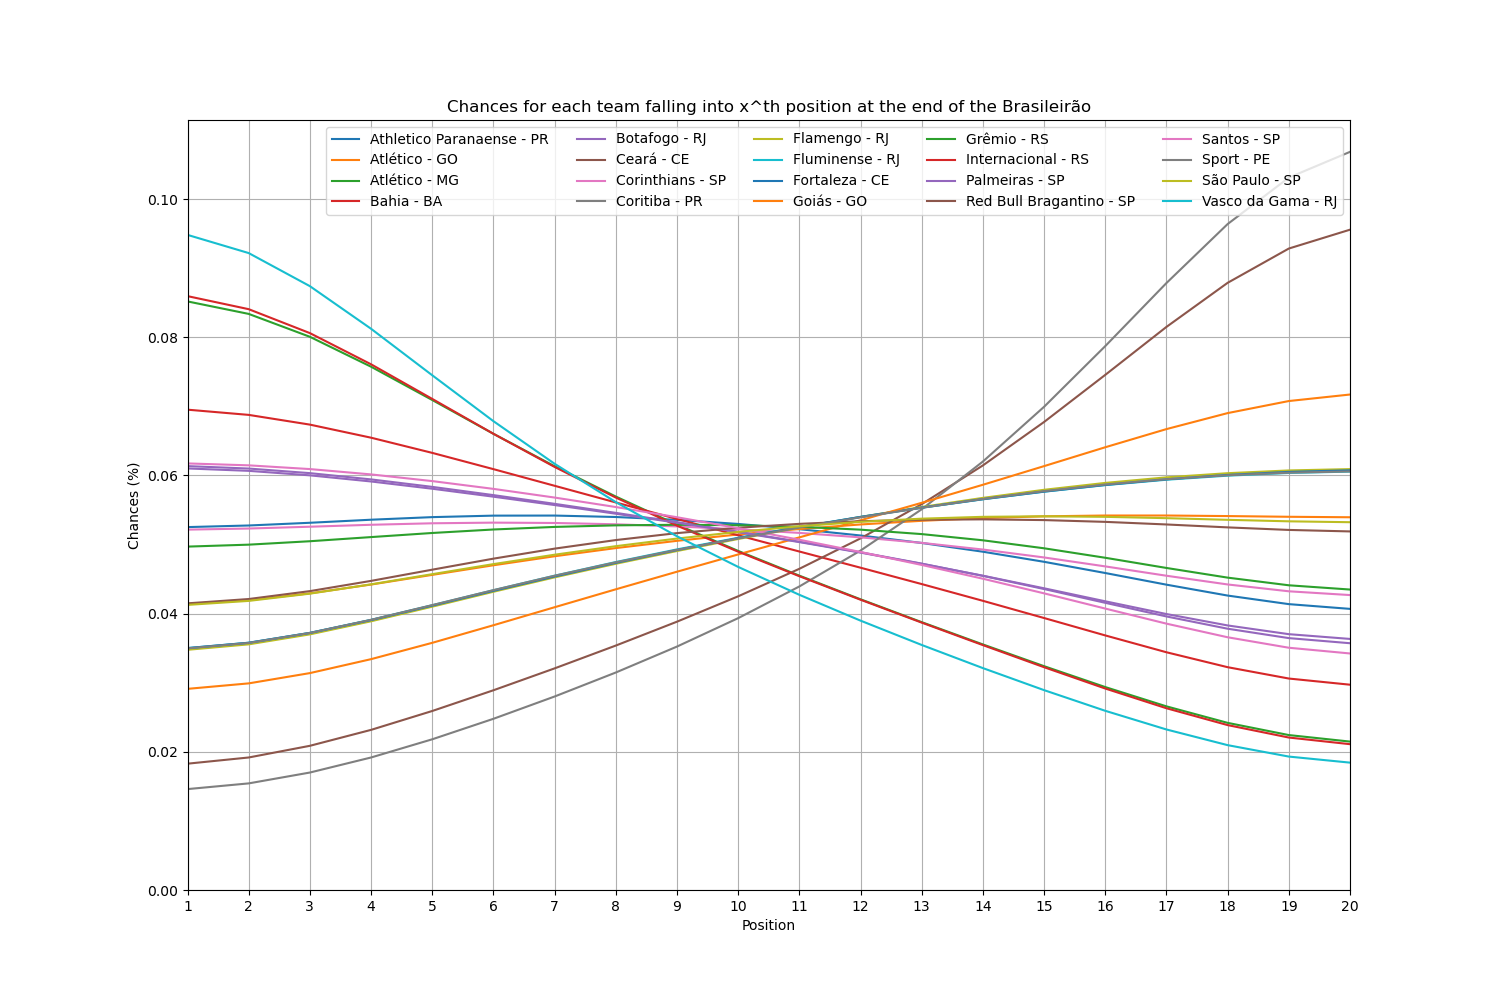 Chances for each team falling into x^th position at the end of the Brasileirão
Athletico Paranaense - PR
Atlético - GO
Atlético - MG
Bahia - BA
Botafogo - RJ
Ceará - CE
Corinthians - SP
Coritiba - PR
Flamengo - RJ
Fluminense - RJ
Fortaleza - CE
Goiás - GO
Grêmio - RS
Internacional - RS
Palmeiras - SP
Red Bull Bragantino - SP
Santos - SP
Sport - PE
São Paulo - SP
Vasco da Gama - RJ
Chances (%)
0.10
0.08
0.06
0.04
0.02
0.00
1 2 3 4 5 6 7 8 9 10 11 12 13 14 15 16 17 18 19 20
Position